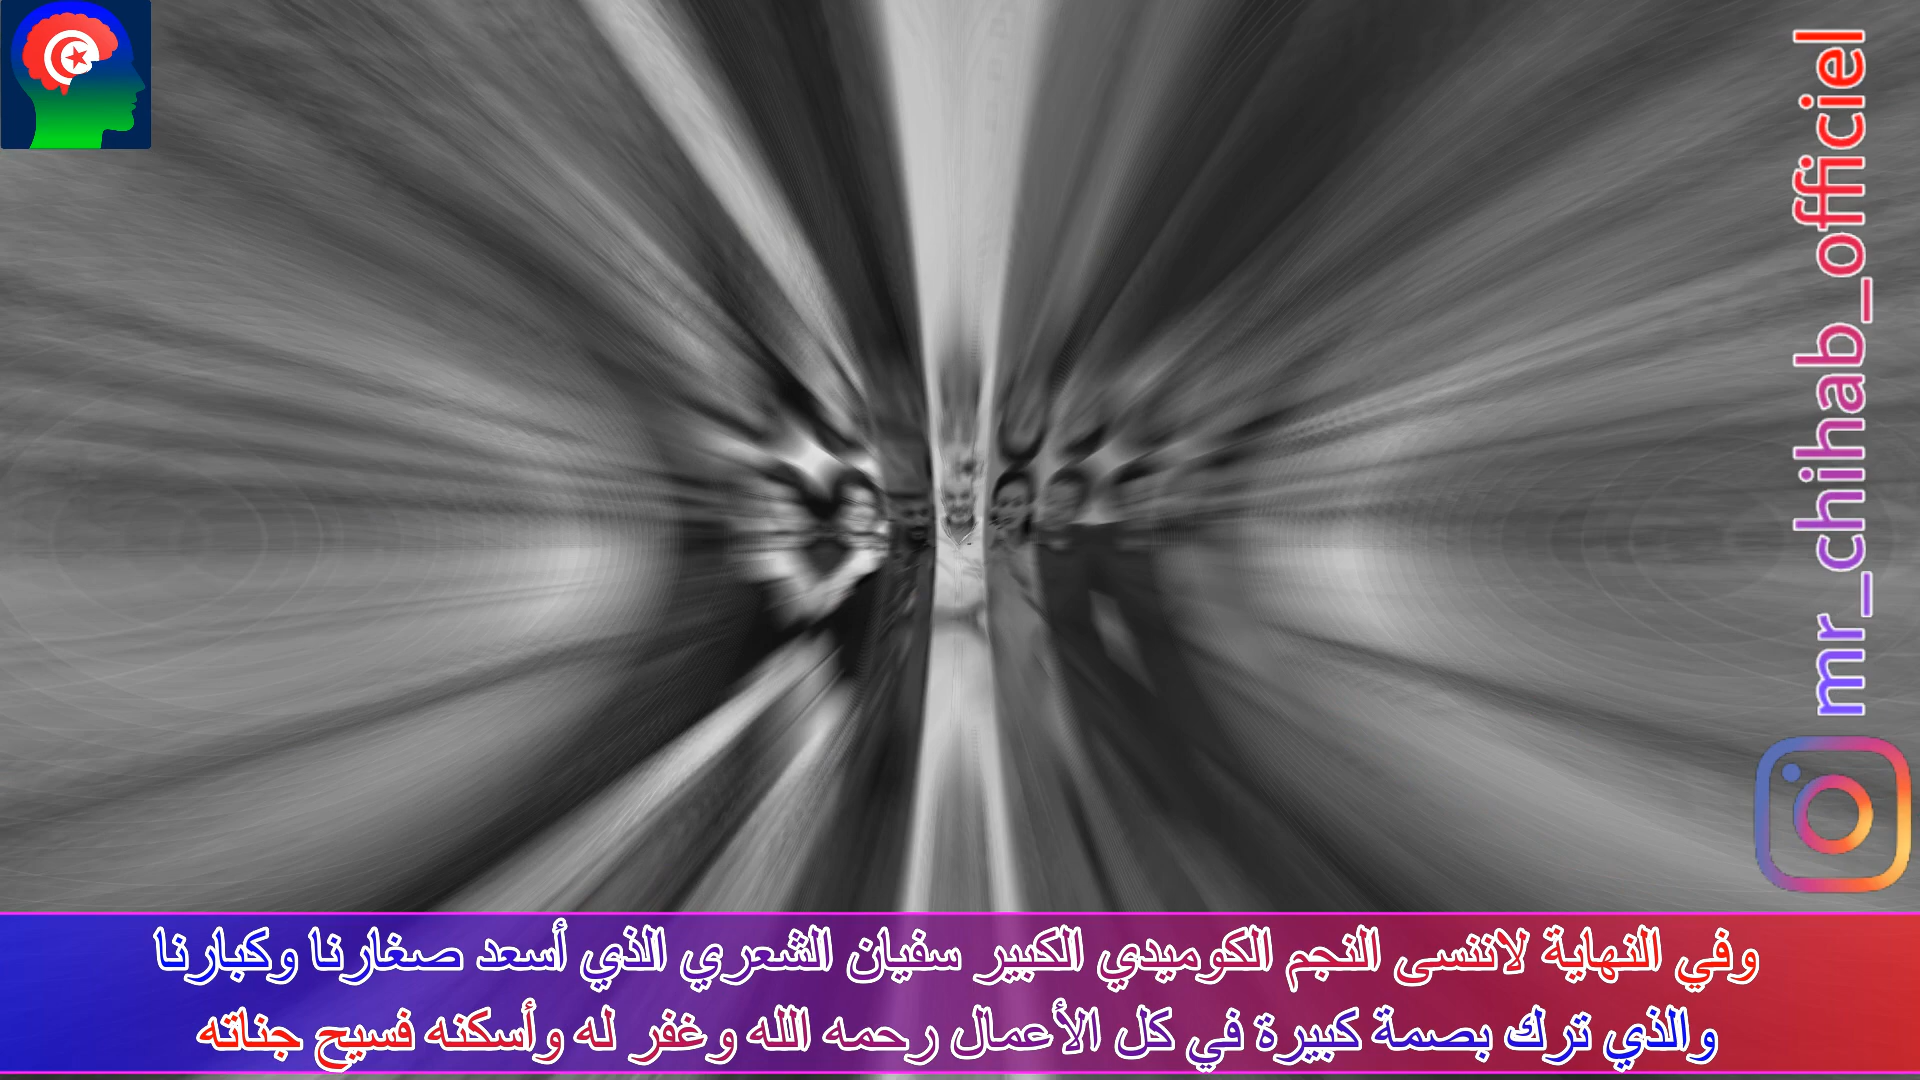 mr_chihab_officiel
وفي النهاية لاننسى النجم الكوميدي الكبير سفيان الشعري الذي أسعد صغارنا وكبارنا
والذي ترك بصمة كبيرة في كل الأعمال رحمه الله وغفر له وأسكنه فسيح جناته